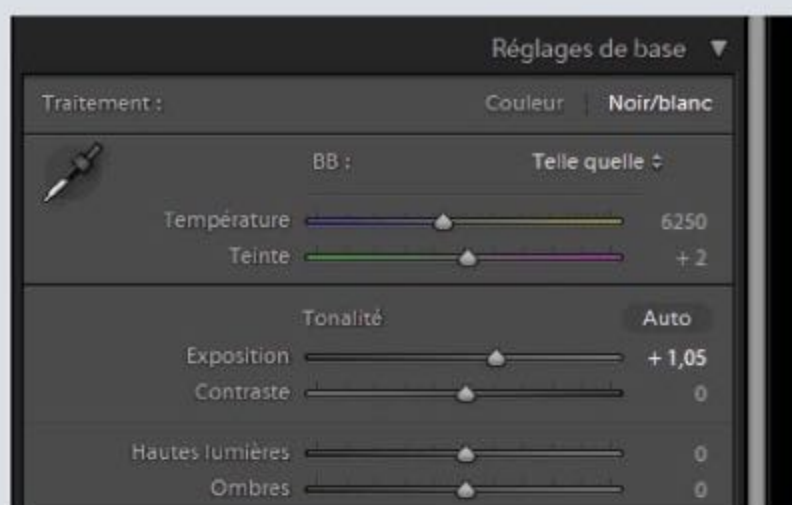 Réglages de base
Traitement : Couleur Noir/blanc
BB : Telle quelle
Température 6250
Teinte + 2
Tonalité Auto
Exposition + 1,05
Contraste 0
Hautes lumières 0
Ombres 0